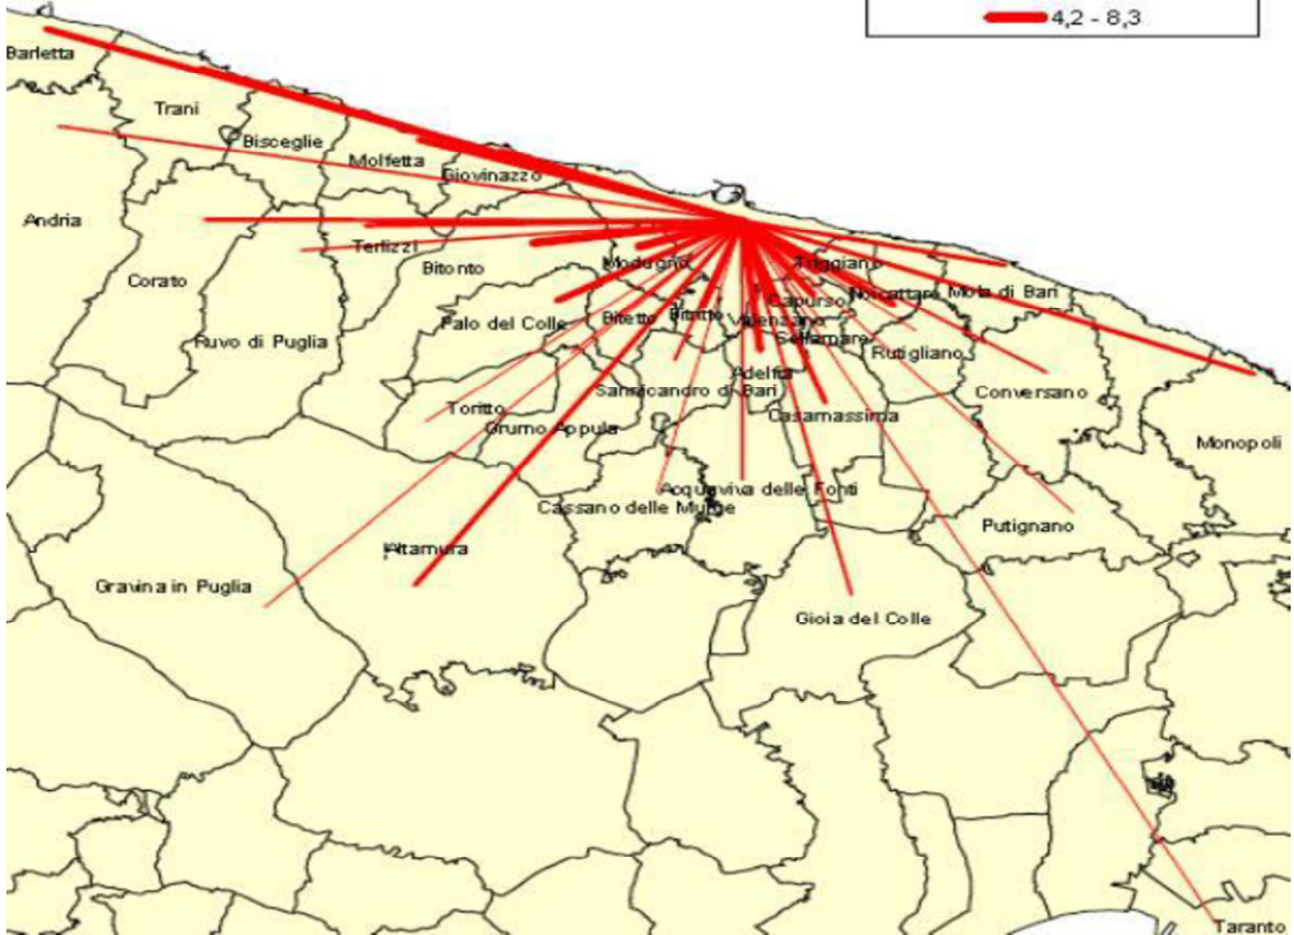 4,2 - 8,3
Barletta
Trani
Bisceglie
Molfetta
Giovinazzo
Andria
Terlizzi
Bitonto
Modugno
Triggiano
Corato
Capurso
Noicattaro
Mola di Bari
Palo del Colle
Bitetto
Bitritto
Valenzano
Ruvo di Puglia
Rutigliano
Adelfia
Sannicandro di Bari
Conversano
Toritto
Casamassima
Grumo Appula
Monopoli
Acquaviva delle Fonti
Cassano delle Murge
Putignano
Altamura
Gravina in Puglia
Gioia del Colle
Taranto